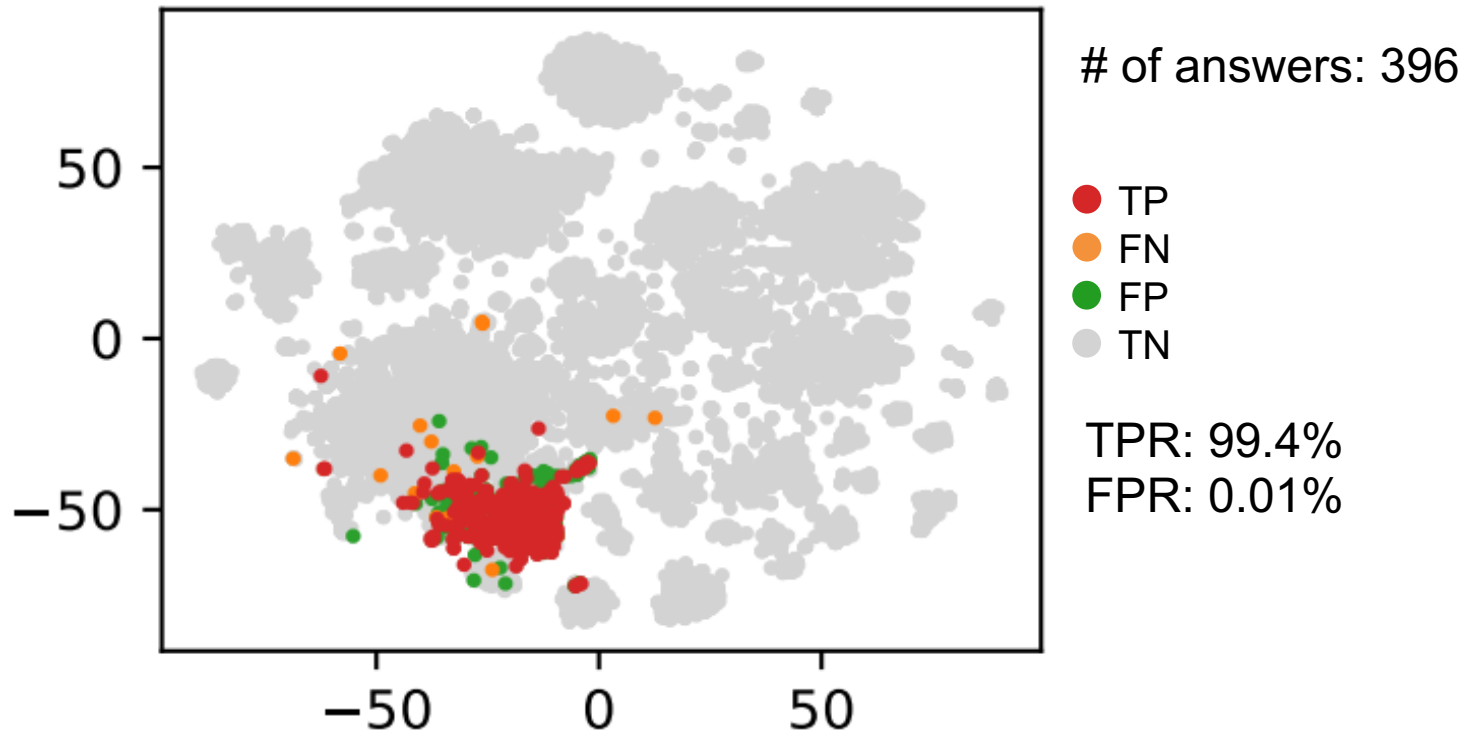 # of answers: 396
50
0
−50
−50
0
50
TP
FN
FP
TN
TPR: 99.4%
FPR: 0.01%